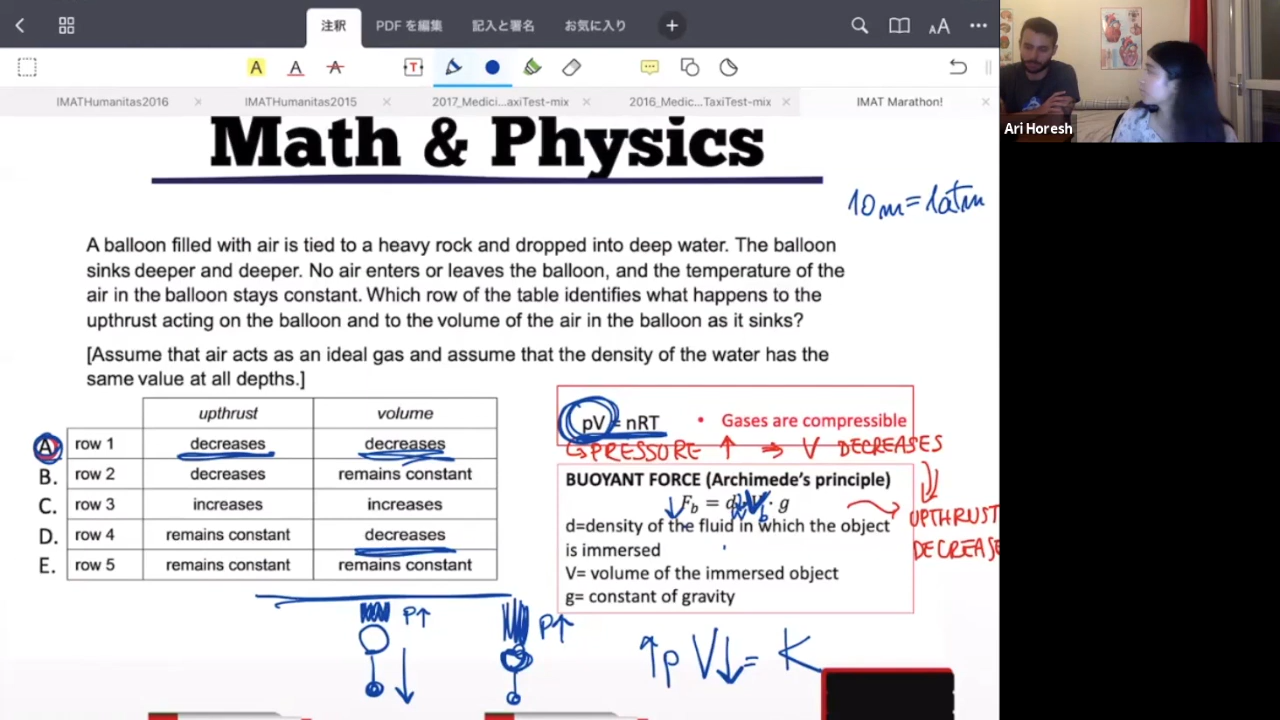 注釈
PDF を編集
記入と署名
お気に入り
AA
A
A
A
T
IMATHumanitas2016
IMATHumanitas2015
2017_Medici...axiTest-mix
2016_Medic...TaxiTest-mix
IMAT Marathon!
Ari Horesh
Math & Physics
10m=1atm
A balloon filled with air is tied to a heavy rock and dropped into deep water. The balloon
sinks deeper and deeper. No air enters or leaves the balloon, and the temperature of the
air in the balloon stays constant. Which row of the table identifies what happens to the
upthrust acting on the balloon and to the volume of the air in the balloon as it sinks?
[Assume that air acts as an ideal gas and assume that the density of the water has the
same value at all depths.]
upthrust volume
A. row 1 decreases decreases
B. row 2 decreases remains constant
C. row 3 increases increases
D. row 4 remains constant decreases
E. row 5 remains constant remains constant
pV = nRT • Gases are compressible
↳PRESSURE ↑ ⇒ V DECREASES
BUOYANT FORCE (Archimede's principle)
↓ Fb = d · V · g
d=density of the fluid in which the object
is immersed
V= volume of the immersed object
g= constant of gravity
UPTHRUST
DECREASE
P↑
P↑
↑p V↓= K